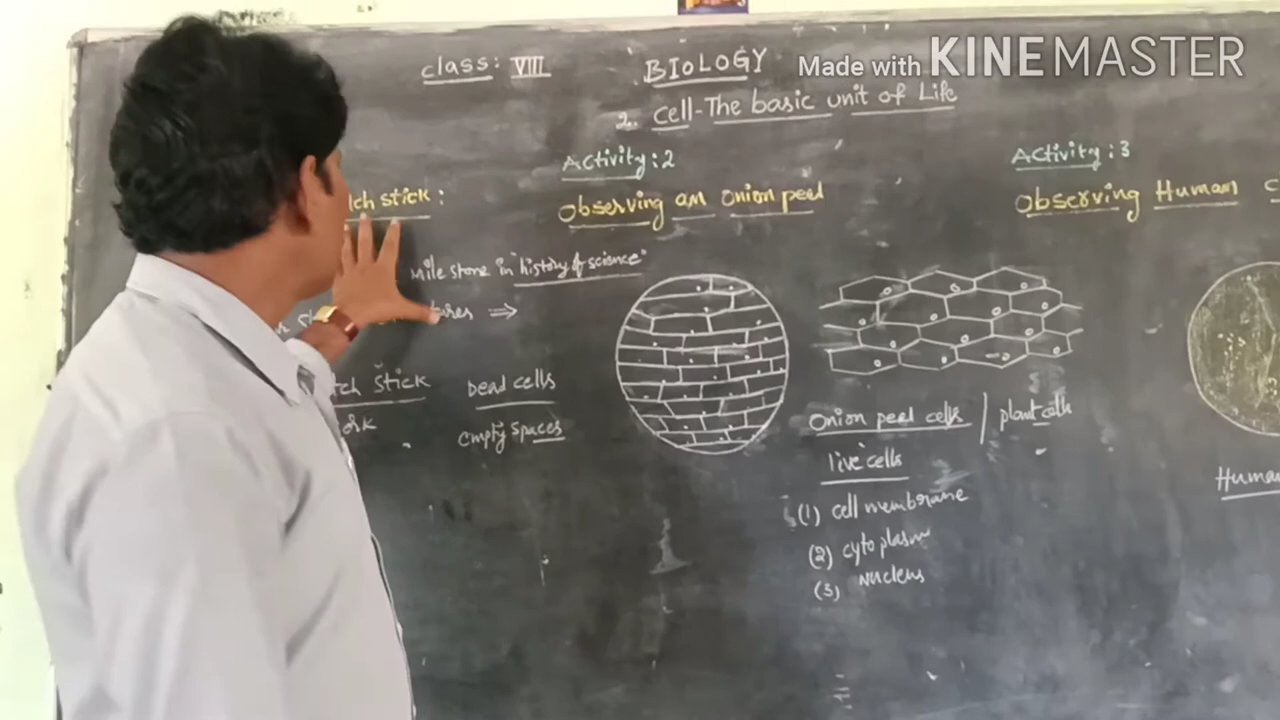 Made with KINEMASTER
class: VIII BIOLOGY
2. Cell-The basic unit of Life
tch stick:
Mile stone in "history of science"
tures ⇒
tch stick Dead cells
ork empty spaces
Activity: 2
Observing an onion peel
onion peel cells / plant cells
live cells
(1) cell membrane
(2) cytoplasm
(3) Nucleus
Activity: 3
Observing Human c
Human